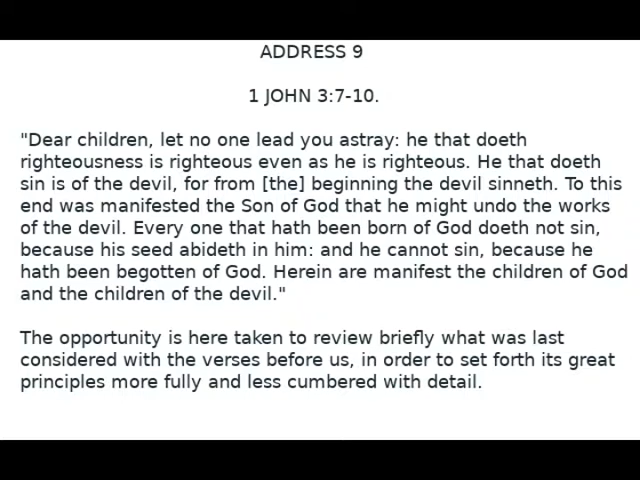 ADDRESS 9
1 JOHN 3:7-10.
"Dear children, let no one lead you astray: he that doeth
righteousness is righteous even as he is righteous. He that doeth
sin is of the devil, for from [the] beginning the devil sinneth. To this
end was manifested the Son of God that he might undo the works
of the devil. Every one that hath been born of God doeth not sin,
because his seed abideth in him: and he cannot sin, because he
hath been begotten of God. Herein are manifest the children of God
and the children of the devil."
The opportunity is here taken to review briefly what was last
considered with the verses before us, in order to set forth its great
principles more fully and less cumbered with detail.